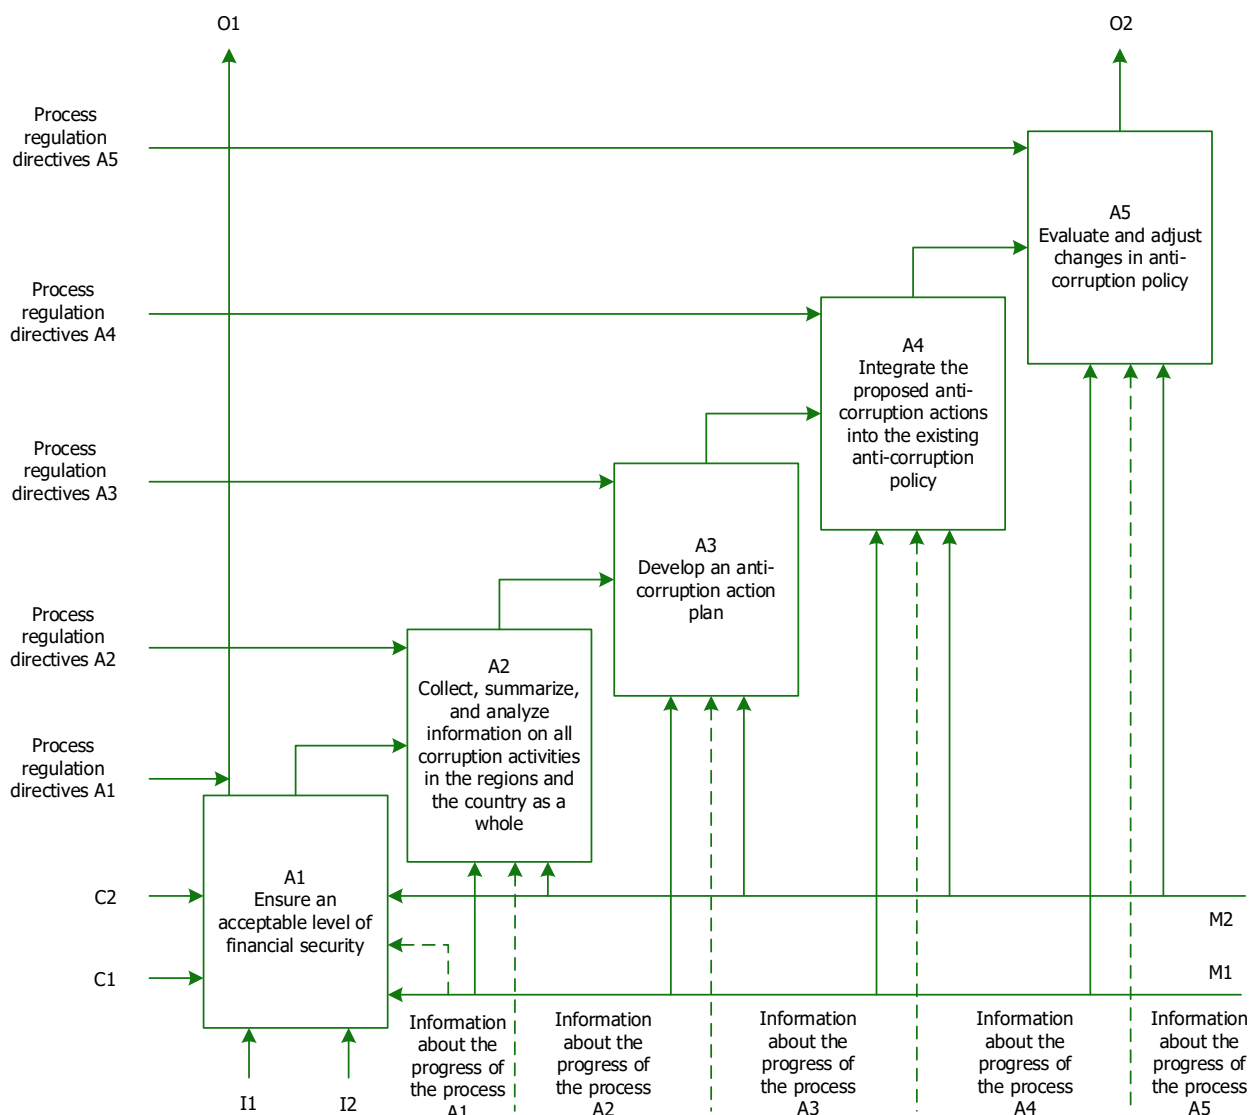 O1
O2
Process
regulation
directives A5
A5
Evaluate and adjust
changes in anti-
corruption policy
Process
regulation
directives A4
A4
Integrate the
proposed anti-
corruption actions
into the existing
anti-corruption
policy
Process
regulation
directives A3
A3
Develop an anti-
corruption action
plan
Process
regulation
directives A2
A2
Collect, summarize,
and analyze
information on all
corruption activities
in the regions and
the country as a
whole
Process
regulation
directives A1
A1
Ensure an
acceptable level of
financial security
C2
C1
M2
M1
I1
I2
Information
about the
progress of
the process
A1
Information
about the
progress of
the process
A2
Information
about the
progress of
the process
A3
Information
about the
progress of
the process
A4
Information
about the
progress of
the process
A5